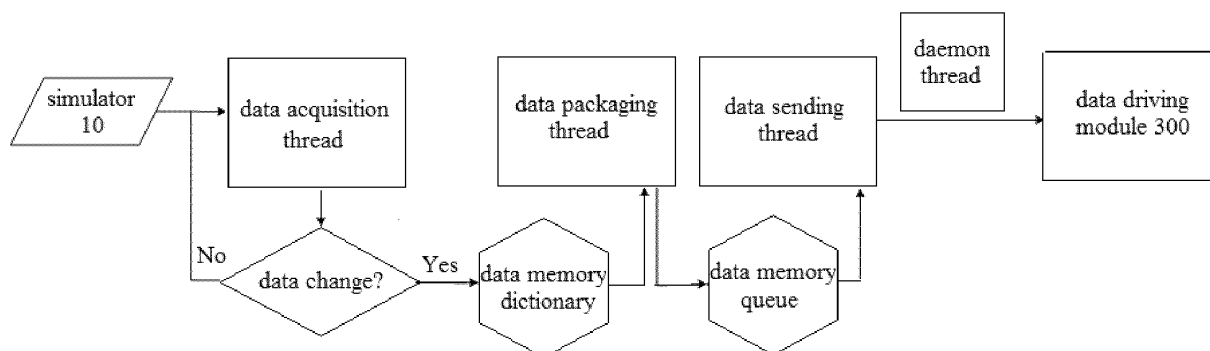 simulator
10
data acquisition
thread
data change?
No
Yes
data memory
dictionary
data packaging
thread
data memory
queue
data sending
thread
daemon
thread
data driving
module 300